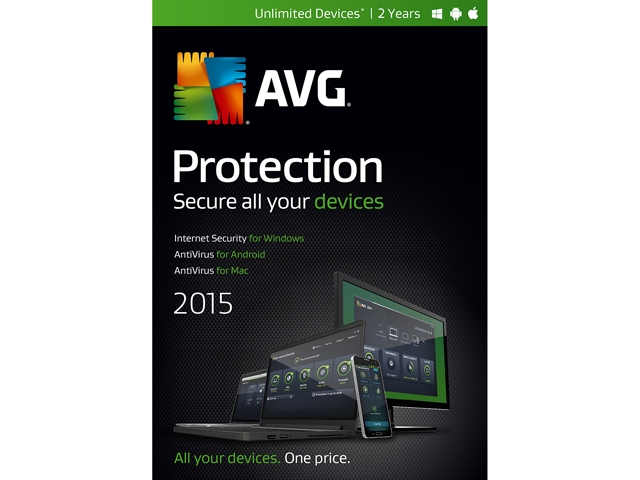 Unlimited Devices* | 2 Years
AVG®
Protection
Secure all your devices
Internet Security for Windows
AntiVirus for Android
AntiVirus for Mac
2015
All your devices. One price.